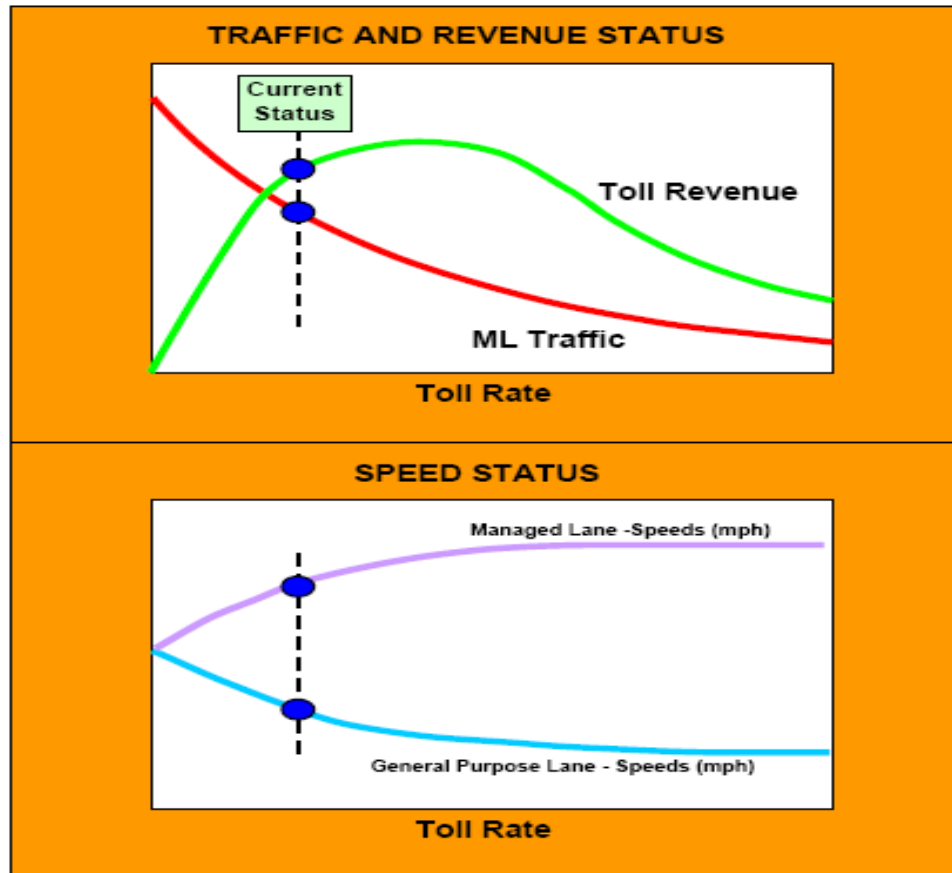 TRAFFIC AND REVENUE STATUS
Current
Status
Toll Revenue
ML Traffic
Toll Rate
SPEED STATUS
Managed Lane -Speeds (mph)
General Purpose Lane - Speeds (mph)
Toll Rate